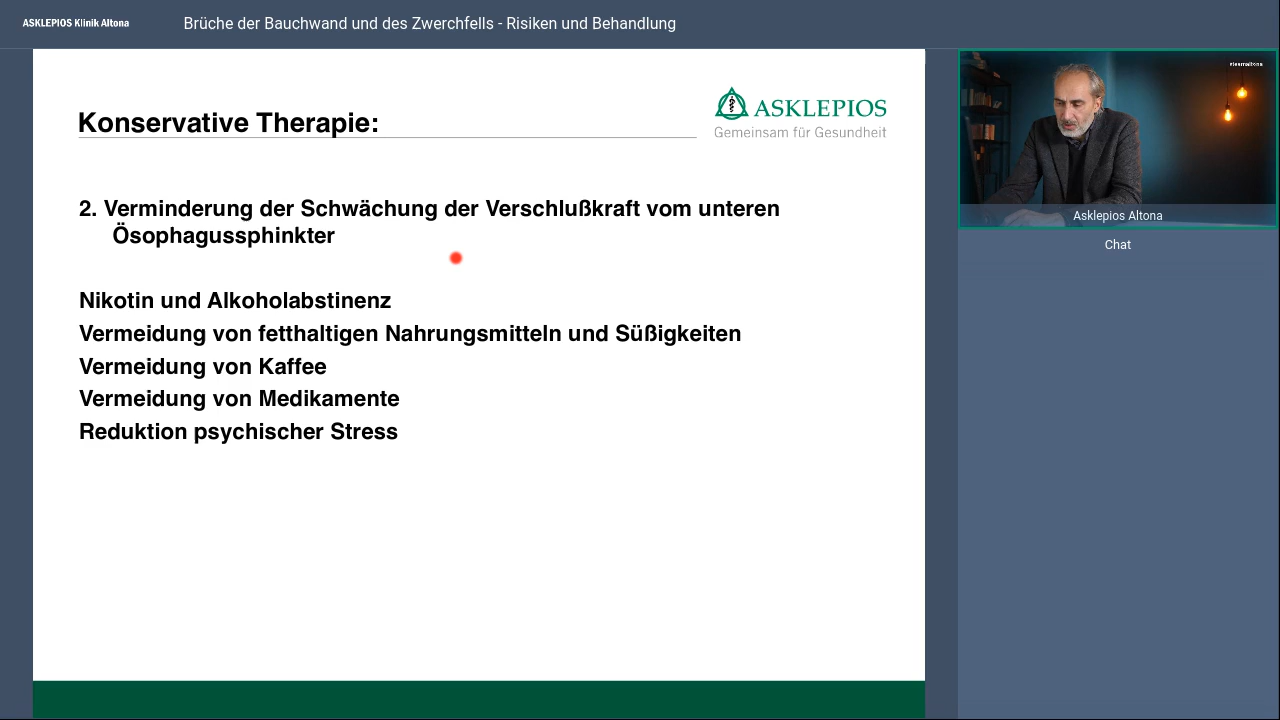 ASKLEPIOS Klinik Altona
Brüche der Bauchwand und des Zwerchfells - Risiken und Behandlung
Konservative Therapie:
ASKLEPIOS
Gemeinsam für Gesundheit
2. Verminderung der Schwächung der Verschlußkraft vom unteren
Ösophagussphinkter
Nikotin und Alkoholabstinenz
Vermeidung von fetthaltigen Nahrungsmitteln und Süßigkeiten
Vermeidung von Kaffee
Vermeidung von Medikamente
Reduktion psychischer Stress
#teamaltona
Asklepios Altona
Chat